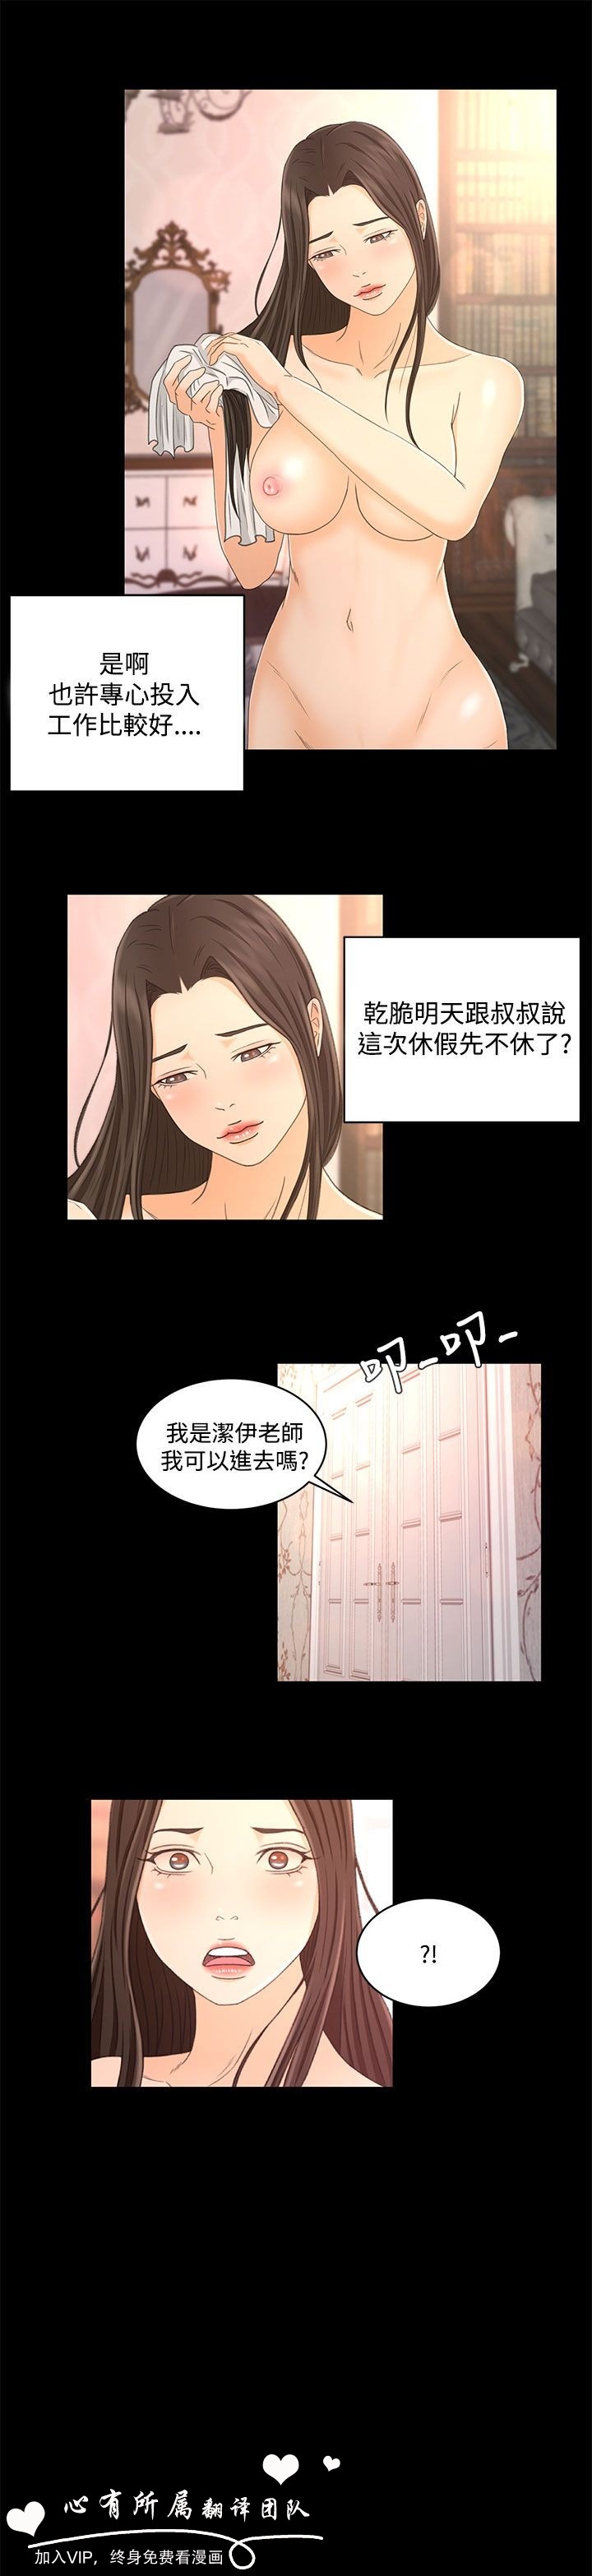 是啊
也許專心投入
工作比較好....
乾脆明天跟叔叔說
這次休假先不休了?
叩-叩-
我是潔伊老師
我可以進去嗎?
?!
心有所属翻译团队
加入VIP，终身免费看漫画